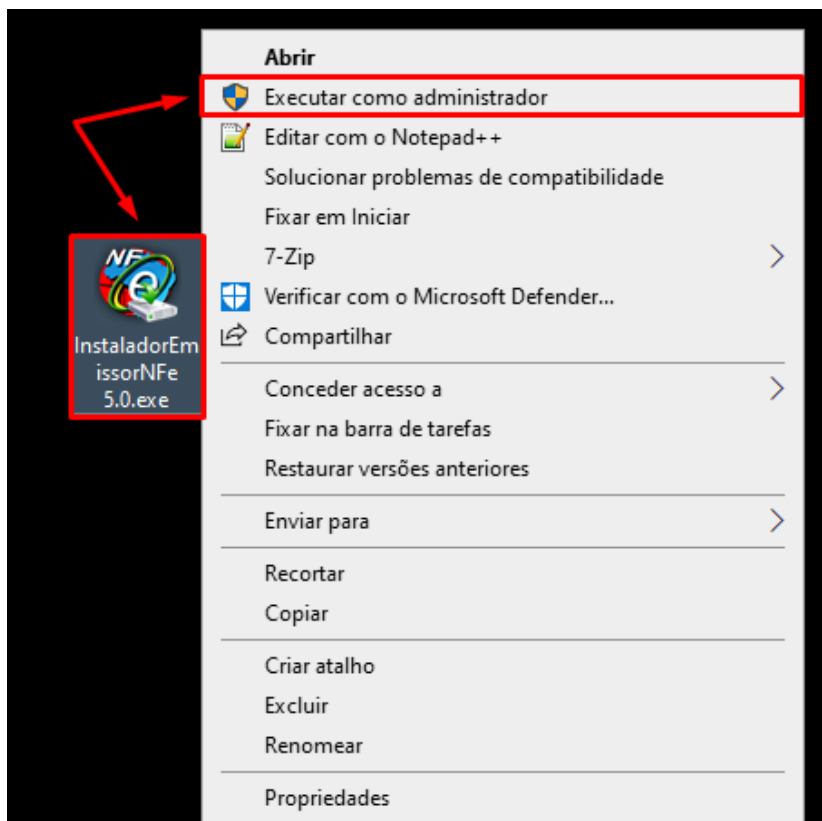 Abrir
Executar como administrador
Editar com o Notepad++
Solucionar problemas de compatibilidade
Fixar em Iniciar
7-Zip
Verificar com o Microsoft Defender...
Compartilhar
Conceder acesso a
Fixar na barra de tarefas
Restaurar versões anteriores
Enviar para
Recortar
Copiar
Criar atalho
Excluir
Renomear
Propriedades
NF
e
InstaladorEm
issorNFe
5.0.exe